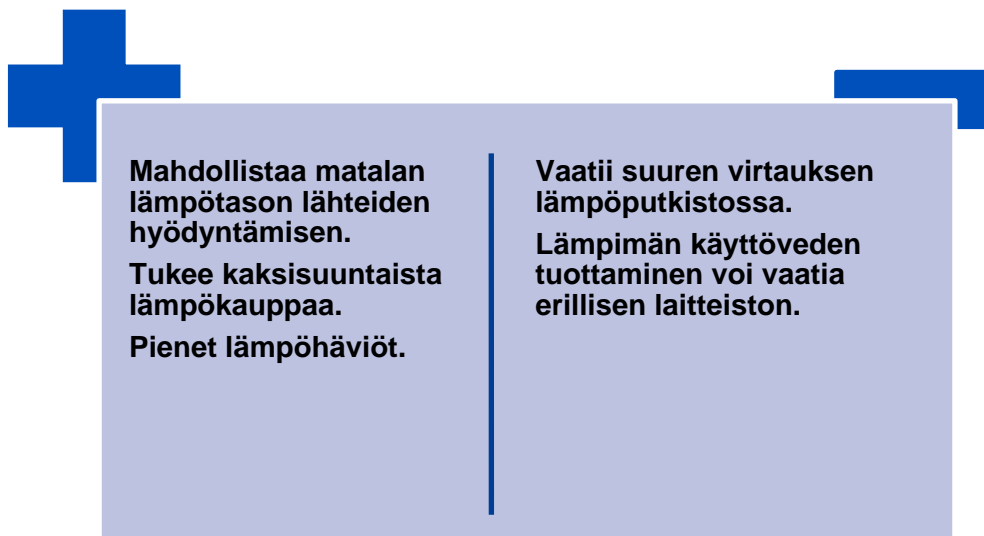 Mahdollistaa matalan
lämpötason lähteiden
hyödyntämisen.
Tukee kaksisuuntaista
lämpökauppaa.
Pienet lämpöhäviöt.
Vaatii suuren virtauksen
lämpöputkistossa.
Lämpimän käyttöveden
tuottaminen voi vaatia
erillisen laitteiston.